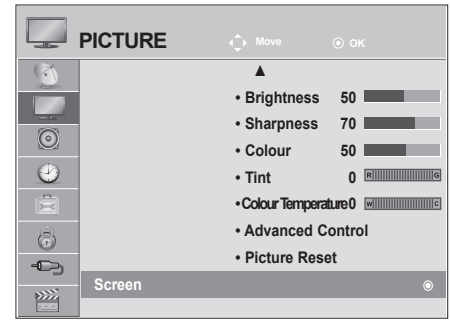 PICTURE
Move
OK
• Brightness 50
• Sharpness 70
• Colour 50
• Tint 0 R G
• Colour Temperature 0 W C
• Advanced Control
• Picture Reset
Screen